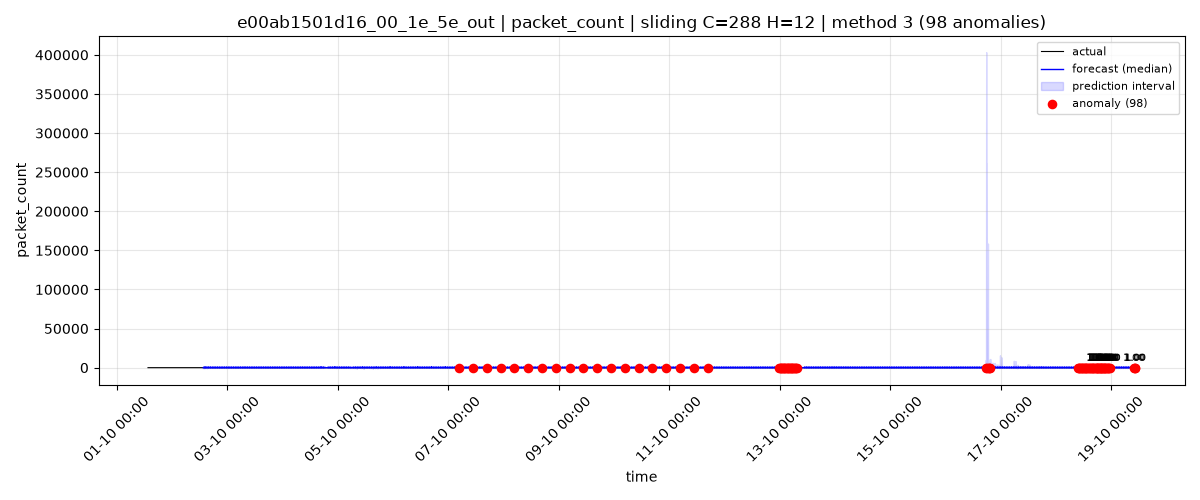 e00ab1501d16_00_1e_5e_out | packet_count | sliding C=288 H=12 | method 3 (98 anomalies)
actual
forecast (median)
prediction interval
anomaly (98)
400000
350000
300000
250000
200000
150000
100000
50000
0
packet_count
1.00
01-10 00:00
03-10 00:00
05-10 00:00
07-10 00:00
09-10 00:00
11-10 00:00
13-10 00:00
15-10 00:00
17-10 00:00
19-10 00:00
time